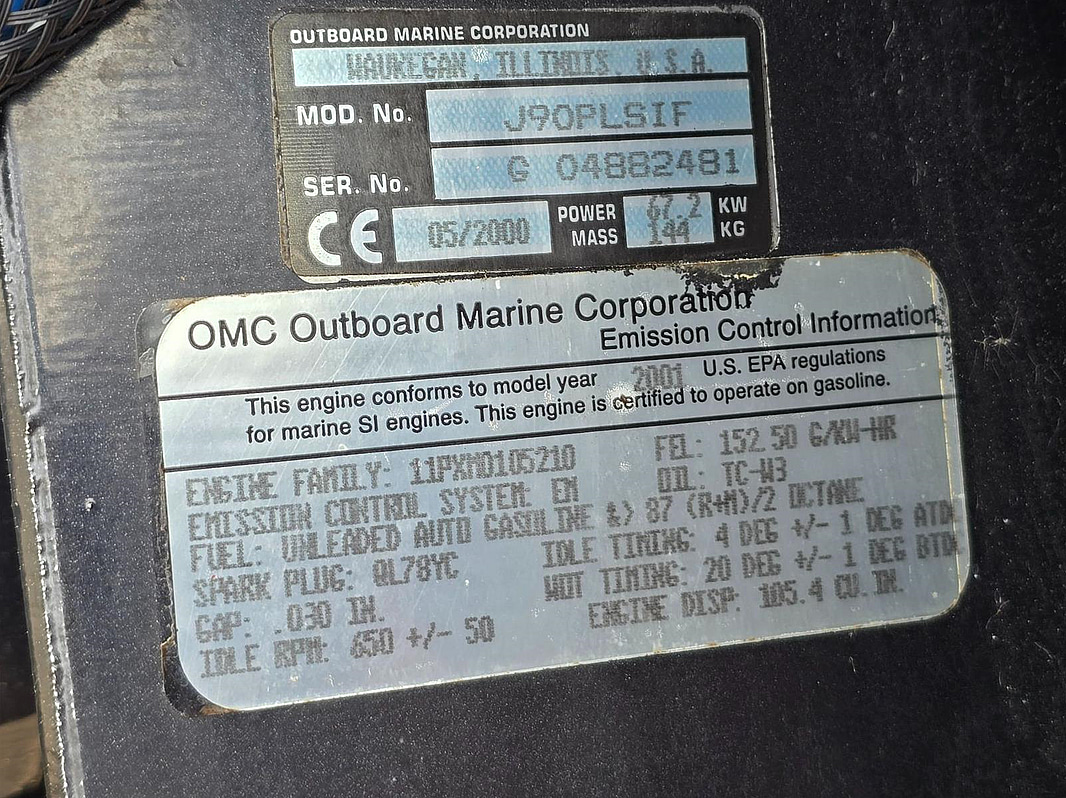 OUTBOARD MARINE CORPORATION
WAUKEGAN, ILLINOIS, U.S.A.
MOD. No. J90PLSIF
SER. No. G 04882481
CE 05/2000 POWER 67.2 KW
MASS 144 KG
OMC Outboard Marine Corporation
Emission Control Information
This engine conforms to model year 2001 U.S. EPA regulations
for marine SI engines. This engine is certified to operate on gasoline.
ENGINE FAMILY: 11PXM0105210 FEL: 152.50 G/KW-HR
EMISSION CONTROL SYSTEM: EM OIL: TC-W3
FUEL: UNLEADED AUTO GASOLINE &> 87 (R+M)/2 OCTANE
SPARK PLUG: QL78YC IDLE TIMING: 4 DEG +/- 1 DEG ATD
GAP: .030 IN. WOT TIMING: 20 DEG +/- 1 DEG BTD
IDLE RPM: 650 +/- 50 ENGINE DISP: 105.4 CU. IN.